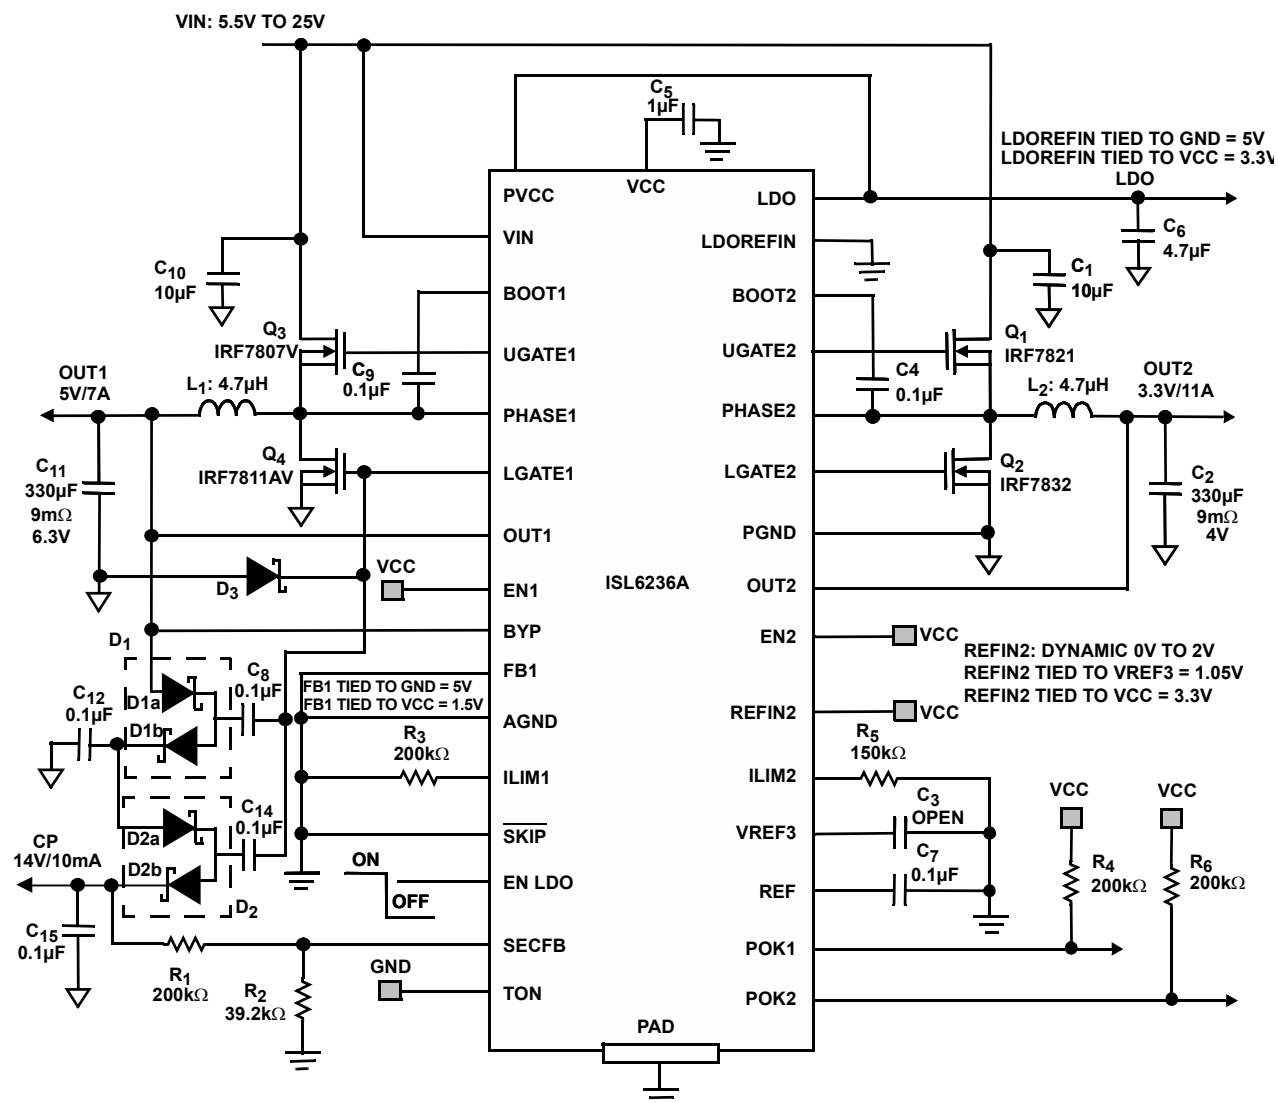 VIN: 5.5V TO 25V
C5
1µF
LDOREFIN TIED TO GND = 5V
LDOREFIN TIED TO VCC = 3.3V
LDO
C6
4.7µF
PVCC
VCC
LDO
VIN
LDOREFIN
C10
10µF
BOOT1
BOOT2
C1
10µF
Q3
IRF7807V
UGATE1
UGATE2
Q1
IRF7821
C9
0.1µF
C4
0.1µF
OUT1
5V/7A
L1: 4.7µH
PHASE1
PHASE2
L2: 4.7µH
OUT2
3.3V/11A
Q4
IRF7811AV
LGATE1
LGATE2
Q2
IRF7832
C11
330µF
9mΩ
6.3V
C2
330µF
9mΩ
4V
OUT1
PGND
D3
VCC
EN1
ISL6236A
OUT2
BYP
EN2
VCC
REFIN2: DYNAMIC 0V TO 2V
REFIN2 TIED TO VREF3 = 1.05V
REFIN2 TIED TO VCC = 3.3V
D1
C8
0.1µF
FB1
FB1 TIED TO GND = 5V
FB1 TIED TO VCC = 1.5V
C12
0.1µF
D1a
D1b
AGND
REFIN2
VCC
R3
200kΩ
ILIM1
ILIM2
R5
150kΩ
C14
0.1µF
D2a
D2b
D2
SKIP
VREF3
C3
OPEN
VCC
VCC
CP
14V/10mA
ON
OFF
EN LDO
REF
C7
0.1µF
R4
200kΩ
R6
200kΩ
C15
0.1µF
R1
200kΩ
SECFB
POK1
R2
39.2kΩ
GND
TON
POK2
PAD